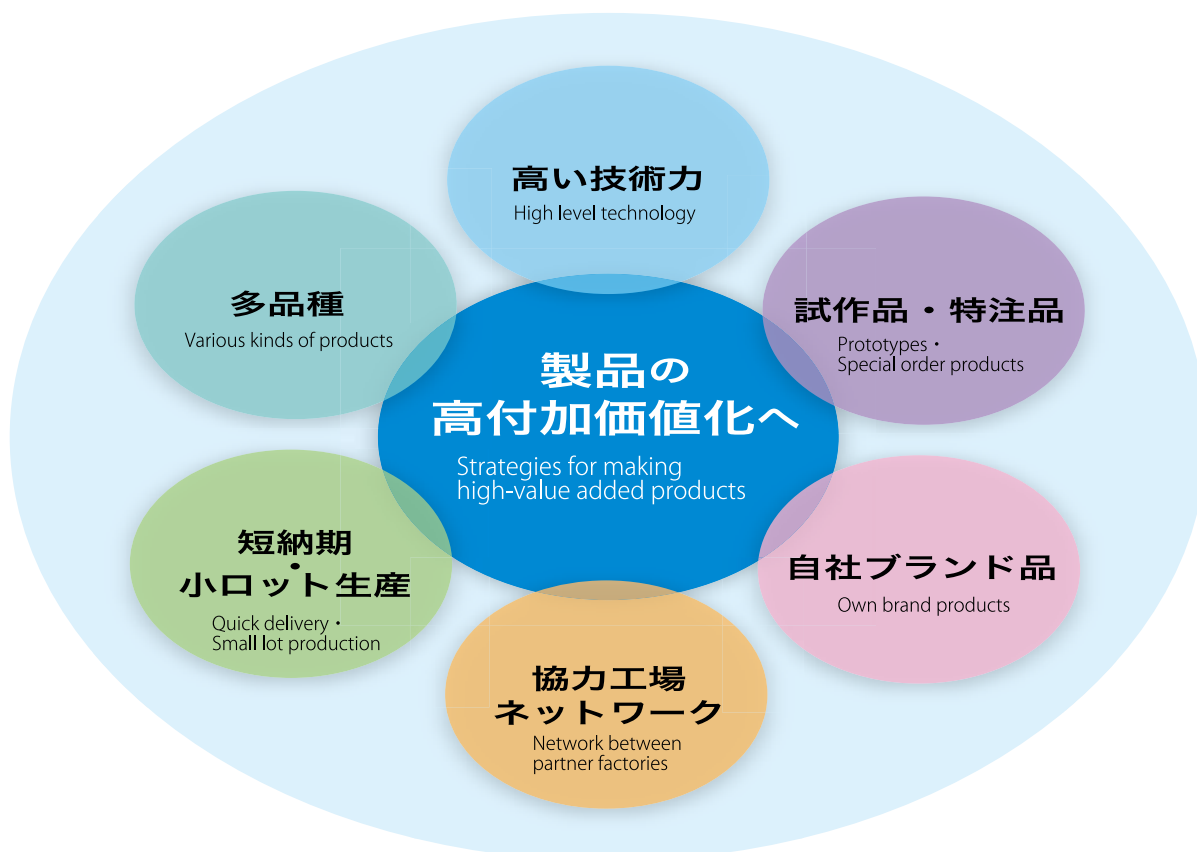 高い技術力
High level technology
多品種
Various kinds of products
試作品・特注品
Prototypes・
Special order products
製品の
高付加価値化へ
Strategies for making
high-value added products
短納期
・
小ロット生産
Quick delivery・
Small lot production
自社ブランド品
Own brand products
協力工場
ネットワーク
Network between
partner factories